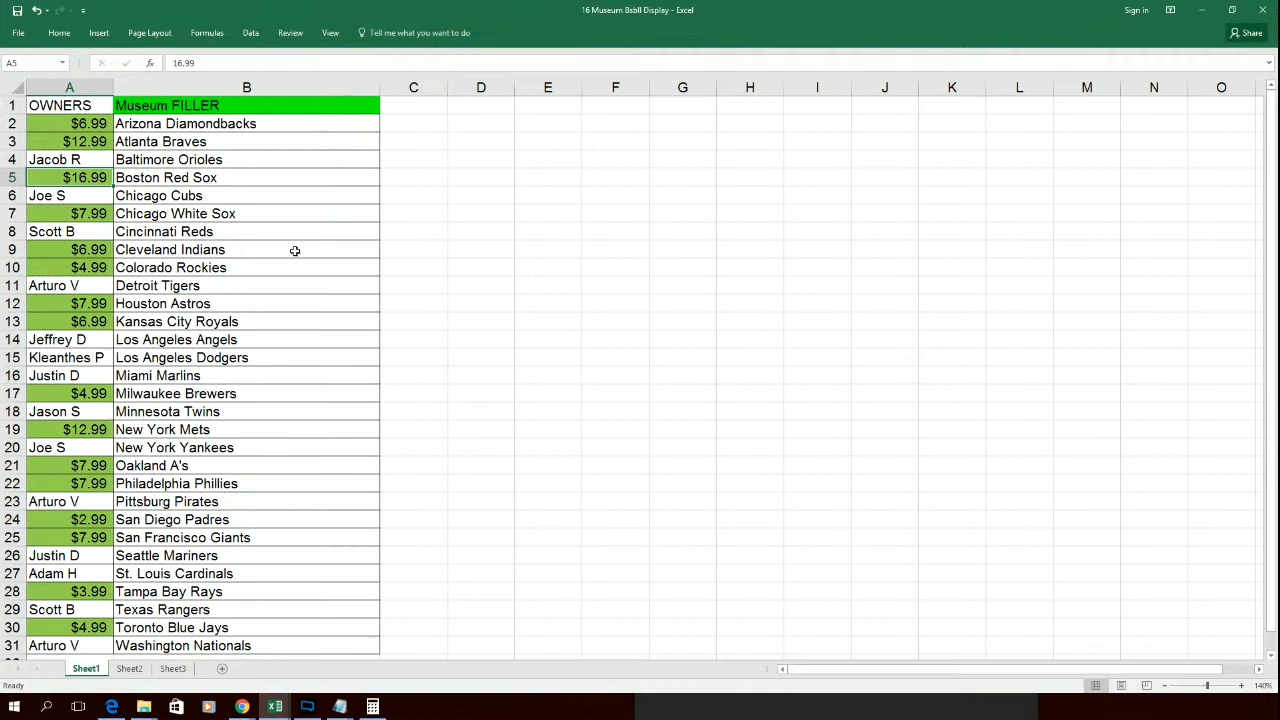 16 Museum Bsbll Display - Excel
Sign in
File Home Insert Page Layout Formulas Data Review View Tell me what you want to do Share
A5 fx 16.99
A B C D E F G H I J K L M N O
1 OWNERS Museum FILLER
2 $6.99 Arizona Diamondbacks
3 $12.99 Atlanta Braves
4 Jacob R Baltimore Orioles
5 $16.99 Boston Red Sox
6 Joe S Chicago Cubs
7 $7.99 Chicago White Sox
8 Scott B Cincinnati Reds
9 $6.99 Cleveland Indians
10 $4.99 Colorado Rockies
11 Arturo V Detroit Tigers
12 $7.99 Houston Astros
13 $6.99 Kansas City Royals
14 Jeffrey D Los Angeles Angels
15 Kleanthes P Los Angeles Dodgers
16 Justin D Miami Marlins
17 $4.99 Milwaukee Brewers
18 Jason S Minnesota Twins
19 $12.99 New York Mets
20 Joe S New York Yankees
21 $7.99 Oakland A's
22 $7.99 Philadelphia Phillies
23 Arturo V Pittsburg Pirates
24 $2.99 San Diego Padres
25 $7.99 San Francisco Giants
26 Justin D Seattle Mariners
27 Adam H St. Louis Cardinals
28 $3.99 Tampa Bay Rays
29 Scott B Texas Rangers
30 $4.99 Toronto Blue Jays
31 Arturo V Washington Nationals
Sheet1 Sheet2 Sheet3
Ready 140%